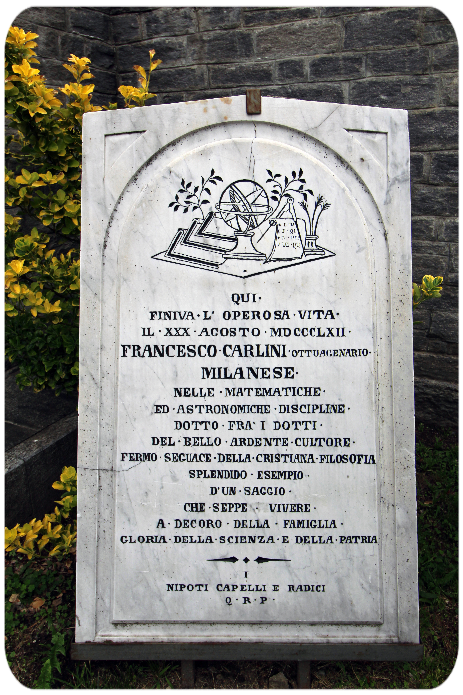 QUI·
FINIVA·L'OPEROSA·VITA·
IL·XXX·AGOSTO·MDCCCLXII·
FRANCESCO·CARLINI·OTTUAGENARIO·
MILANESE·
NELLE·MATEMATICHE·
ED·ASTRONOMICHE·DISCIPLINE·
DOTTO·FRA'I DOTTI·
DEL·BELLO·ARDENTE·CULTORE·
FERMO·SEGUACE·DELLA·CRISTIANA·FILOSOFIA
SPLENDIDO·ESEMPIO·
D'UN·SAGGIO·
CHE·SEPPE·VIVERE·
A·DECORO·DELLA·FAMIGLIA·
GLORIA·DELLA·SCIENZA·E·DELLA·PATRIA·
I
NIPOTI CAPELLI E RADICI
Q·R·P·